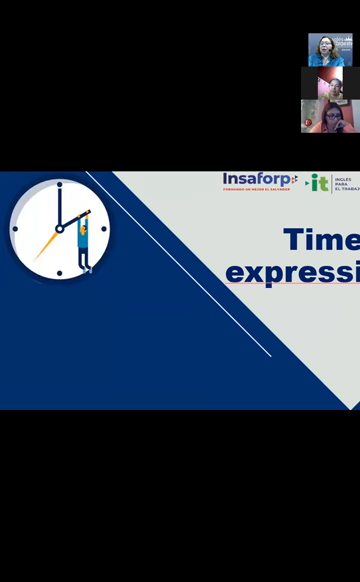 Insaforp
FORMANDO UN MEJOR EL SALVADOR
it
INGLÉS
PARA
EL TRABAJO
Time
expressi